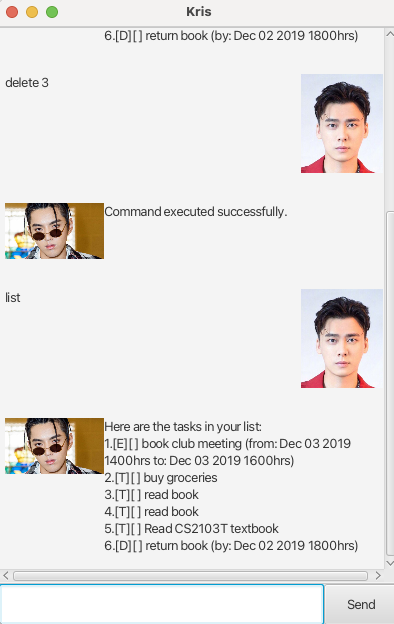 Kris
6.[D][ ] return book (by: Dec 02 2019 1800hrs)
delete 3
Command executed successfully.
list
Here are the tasks in your list:
1.[E][ ] book club meeting (from: Dec 03 2019
1400hrs to: Dec 03 2019 1600hrs)
2.[T][ ] buy groceries
3.[T][ ] read book
4.[T][ ] read book
5.[T][ ] Read CS2103T textbook
6.[D][ ] return book (by: Dec 02 2019 1800hrs)
Send